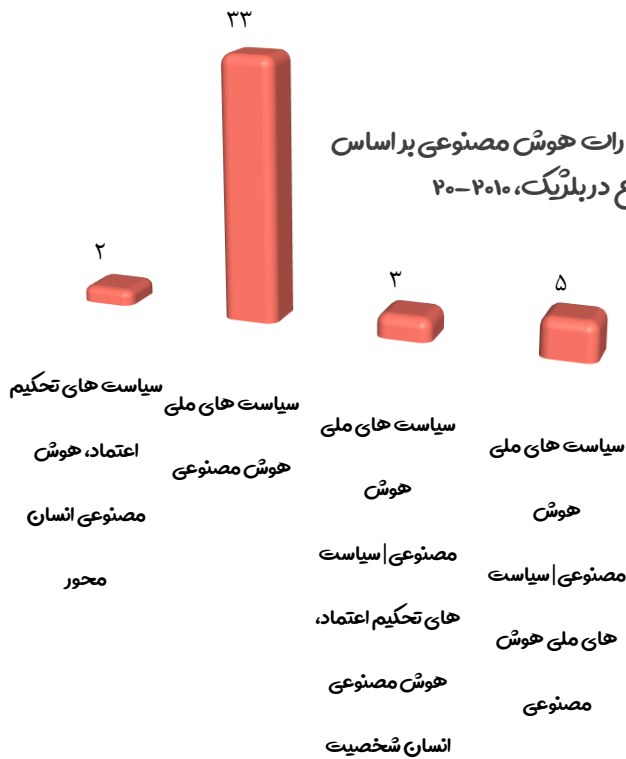 ۳۳
رات هوش مصنوعی بر اساس
ع در بلژیک، ۲۰۱۰-۲۰
۲
۳
۵
سیاست های تحکیم
اعتماد، هوش
مصنوعی انسان
محور
سیاست های ملی
هوش مصنوعی
سیاست های ملی
هوش
مصنوعی|سیاست
های تحکیم اعتماد،
هوش مصنوعی
انسان شخصیت
سیاست های ملی
هوش
مصنوعی|سیاست
های ملی هوش
مصنوعی